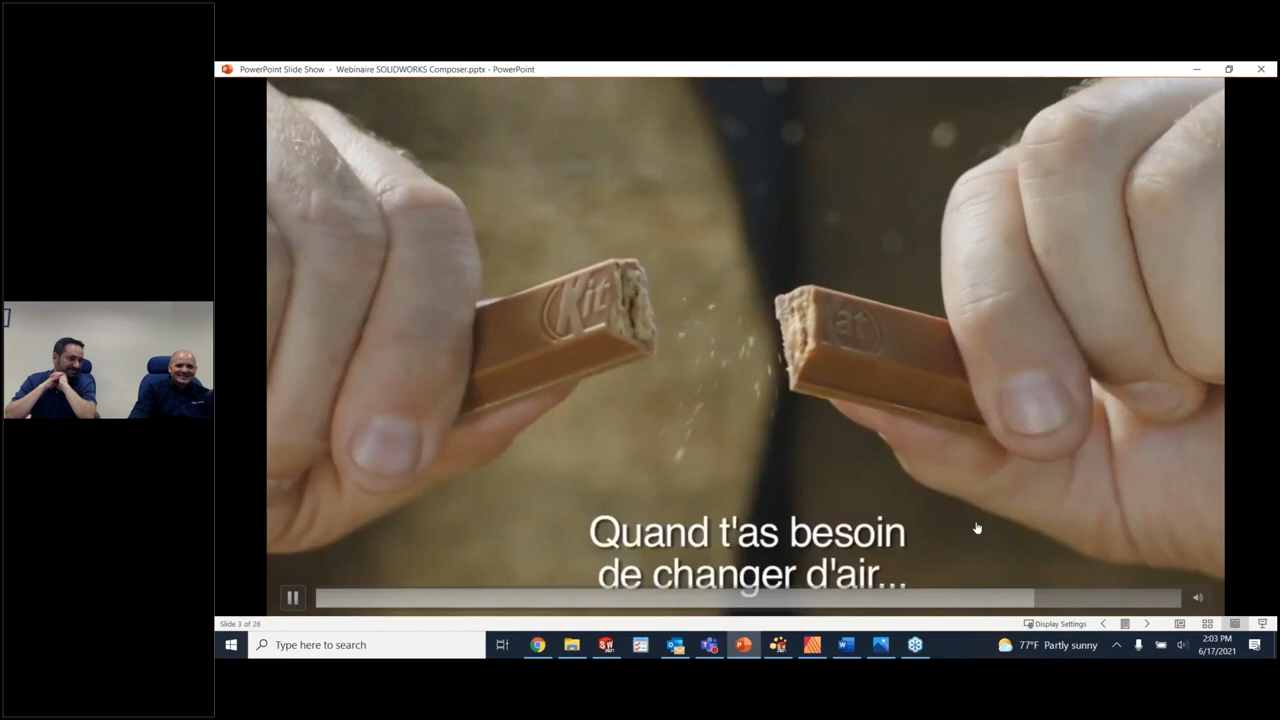 PowerPoint Slide Show - Webinaire SOLIDWORKS Composer.pptx - PowerPoint
Kit
at
Quand t'as besoin
de changer d'air...
Slide 3 of 26
Display Settings
Type here to search
77°F Partly sunny
2:03 PM
6/17/2021